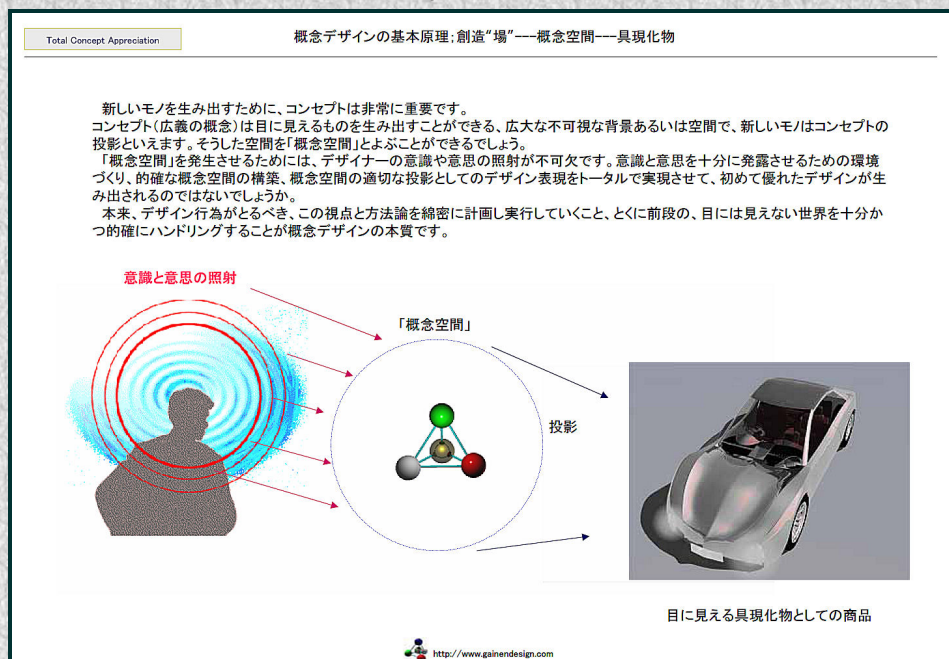 Total Concept Appreciation
概念デザインの基本原理;創造“場”---概念空間---具現化物
新しいモノを生み出すために、コンセプトは非常に重要です。
コンセプト(広義の概念)は目に見えるものを生み出すことができる、広大な不可視な背景あるいは空間で、新しいモノはコンセプトの
投影といえます。そうした空間を「概念空間」とよぶことができるでしょう。
「概念空間」を発生させるためには、デザイナーの意識や意思の照射が不可欠です。意識と意思を十分に発露させるための環境
づくり、的確な概念空間の構築、概念空間の適切な投影としてのデザイン表現をトータルで実現させて、初めて優れたデザインが生
み出されるのではないでしょうか。
本来、デザイン行為がとるべき、この視点と方法論を綿密に計画し実行していくこと、とくに前段の、目には見えない世界を十分か
つ的確にハンドリングすることが概念デザインの本質です。
意識と意思の照射
「概念空間」
投影
目に見える具現化物としての商品
http://www.gainendesign.com